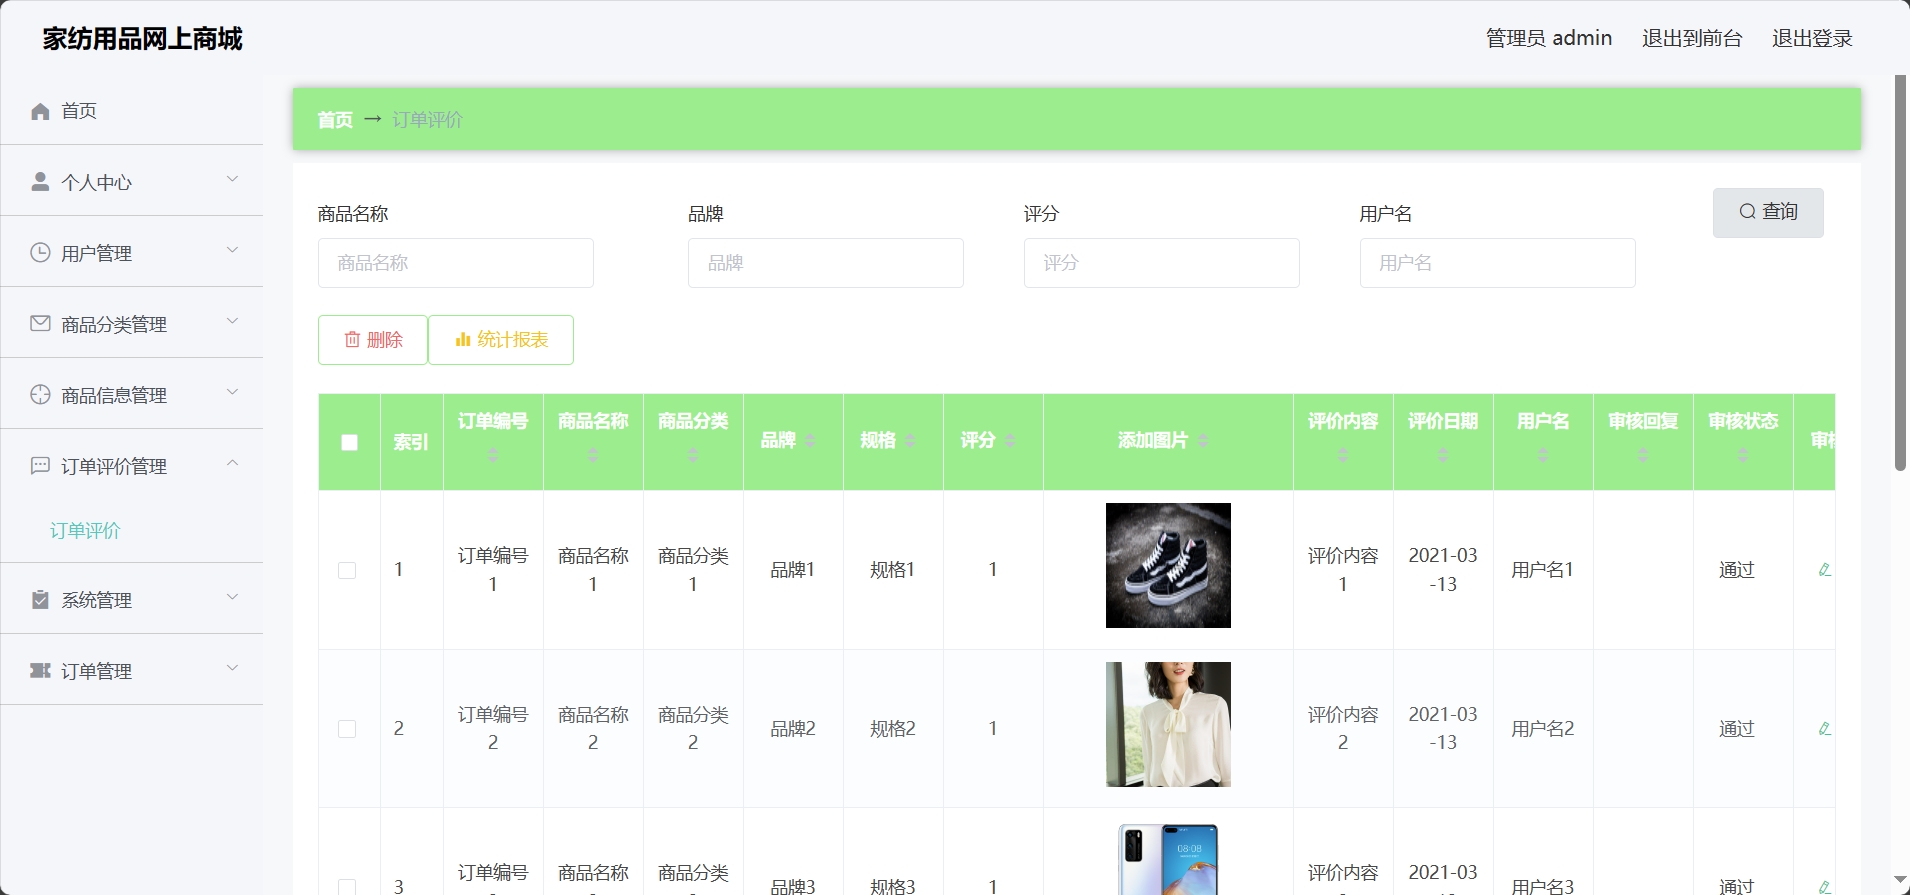 家纺用品网上商城
管理员 admin 退出到前台 退出登录
首页
个人中心
用户管理
商品分类管理
商品信息管理
订单评价管理
订单评价
系统管理
订单管理
首页 → 订单评价
商品名称 品牌 评分 用户名
查询
商品名称 品牌 评分 用户名
删除 统计报表
索引 订单编号 商品名称 商品分类 品牌 规格 评分 添加图片 评价内容 评价日期 用户名 审核回复 审核状态
1 订单编号1 商品名称1 商品分类1 品牌1 规格1 1 评价内容1 2021-03-13 用户名1 通过
2 订单编号2 商品名称2 商品分类2 品牌2 规格2 1 评价内容2 2021-03-13 用户名2 通过
3 订单编号 商品名称 商品分类 品牌3 规格3 1 08:08 评价内容 2021-03 用户名3 通过